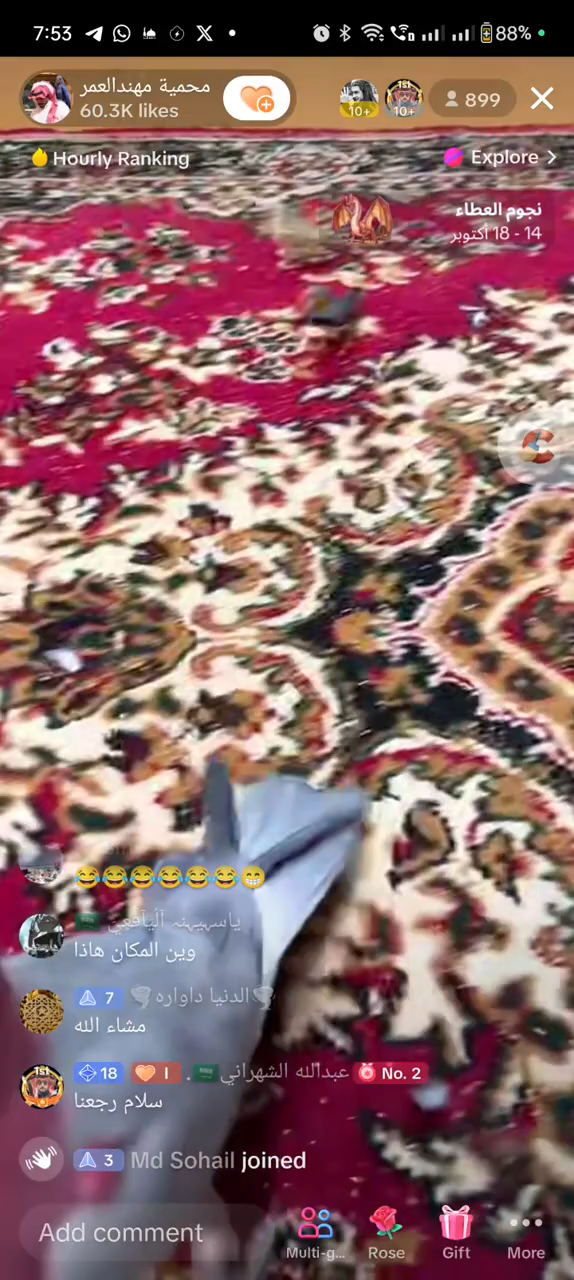 7:53
88%
محمية مهندالعمر
60.3K likes
10+
10+
899
Hourly Ranking
Explore
نجوم العطاء
14 - 18 أكتوبر
😂😂😂😂😂😂😁
وين المكان هاذا
7 🌪️الدنيا دواره🌪️
مشاء الله
18 I .🇸🇦 عبدالله الشهراني No. 2
سلام رجعنا
3 Md Sohail joined
Add comment
Multi-g...
Rose
Gift
More